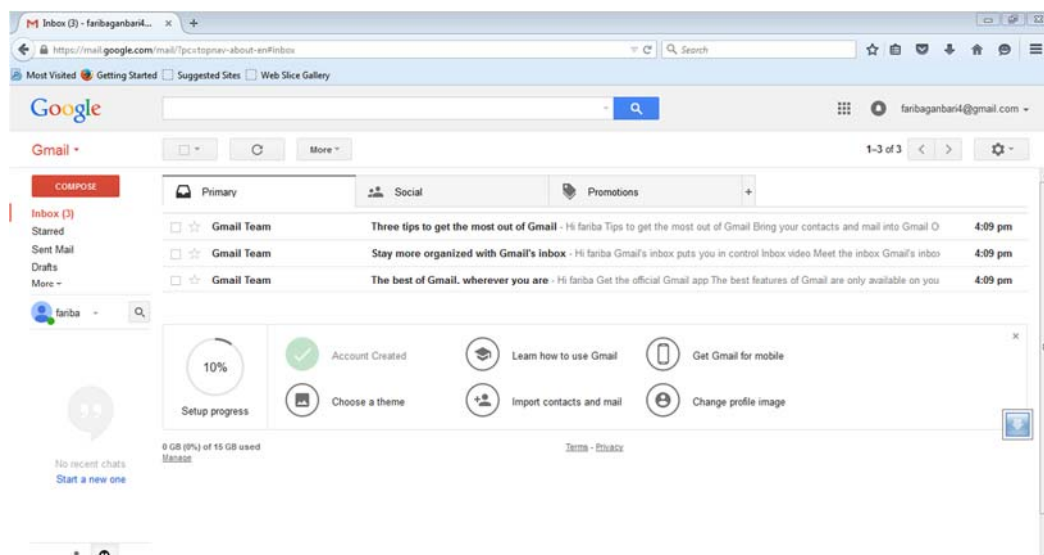 Inbox (3) - faribaganbari4...
https://mail.google.com/mail/?pc=topnav-about-en#inbox
Search
Most Visited Getting Started Suggested Sites Web Slice Gallery
Google
faribaganbari4@gmail.com
Gmail
More
1–3 of 3
COMPOSE
Primary Social Promotions +
Inbox (3)
Starred
Sent Mail
Drafts
More
Gmail Team Three tips to get the most out of Gmail - Hi fariba Tips to get the most out of Gmail Bring your contacts and mail into Gmail O 4:09 pm
Gmail Team Stay more organized with Gmail's inbox - Hi fariba Gmail's inbox puts you in control Inbox video Meet the inbox Gmail's inbox 4:09 pm
Gmail Team The best of Gmail, wherever you are - Hi fariba Get the official Gmail app The best features of Gmail are only available on you 4:09 pm
fariba
10%
Setup progress
Account Created Learn how to use Gmail Get Gmail for mobile
Choose a theme Import contacts and mail Change profile image
0 GB (0%) of 15 GB used
Manage
Terms - Privacy
No recent chats
Start a new one